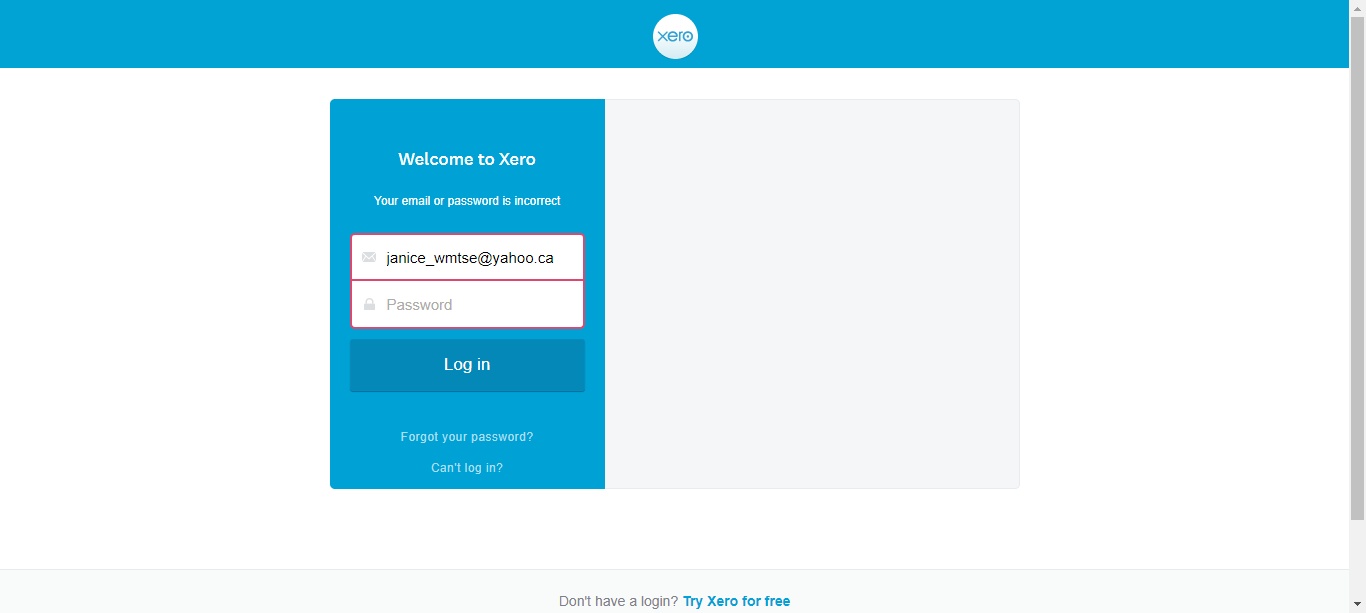 xero
Welcome to Xero
Your email or password is incorrect
janice_wmtse@yahoo.ca
Password
Log in
Forgot your password?
Can't log in?
Don't have a login? Try Xero for free